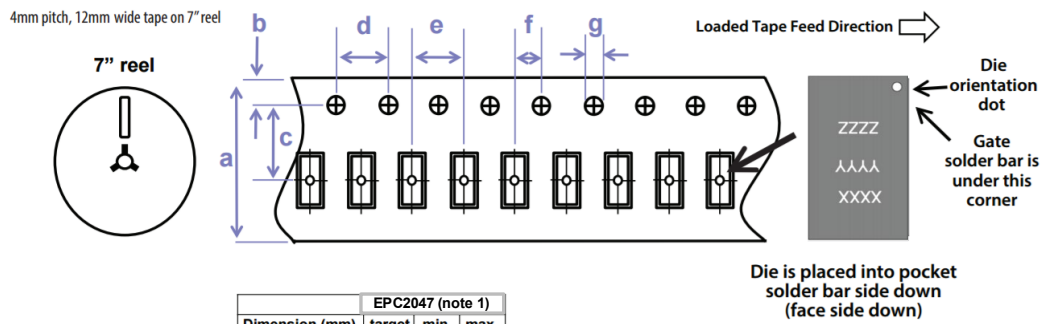 4mm pitch, 12mm wide tape on 7” reel
7” reel
a
b
c
d
e
f
g
Loaded Tape Feed Direction
Die
orientation
dot
Gate
solder bar is
under this
corner
ZZZZ
YYYY
XXXX
Die is placed into pocket
solder bar side down
(face side down)
EPC2047 (note 1)
Dimension (mm) target min max